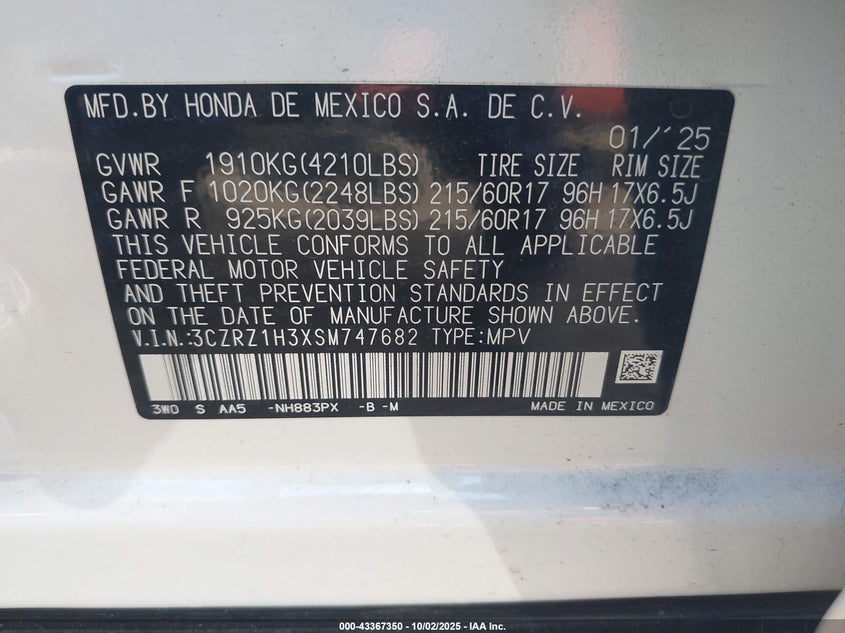 MFD.BY HONDA DE MEXICO S.A. DE C.V.
01/'25
GVWR 1910KG(4210LBS) TIRE SIZE RIM SIZE
GAWR F 1020KG(2248LBS) 215/60R17 96H 17X6.5J
GAWR R 925KG(2039LBS) 215/60R17 96H 17X6.5J
THIS VEHICLE CONFORMS TO ALL APPLICABLE
FEDERAL MOTOR VEHICLE SAFETY
AND THEFT PREVENTION STANDARDS IN EFFECT
ON THE DATE OF MANUFACTURE SHOWN ABOVE.
V.I.N.:3CZRZ1H3XSM747682 TYPE:MPV
3W0 S AA5 -NH883PX -B -M MADE IN MEXICO
000-43367350 - 10/02/2025 - IAA Inc.